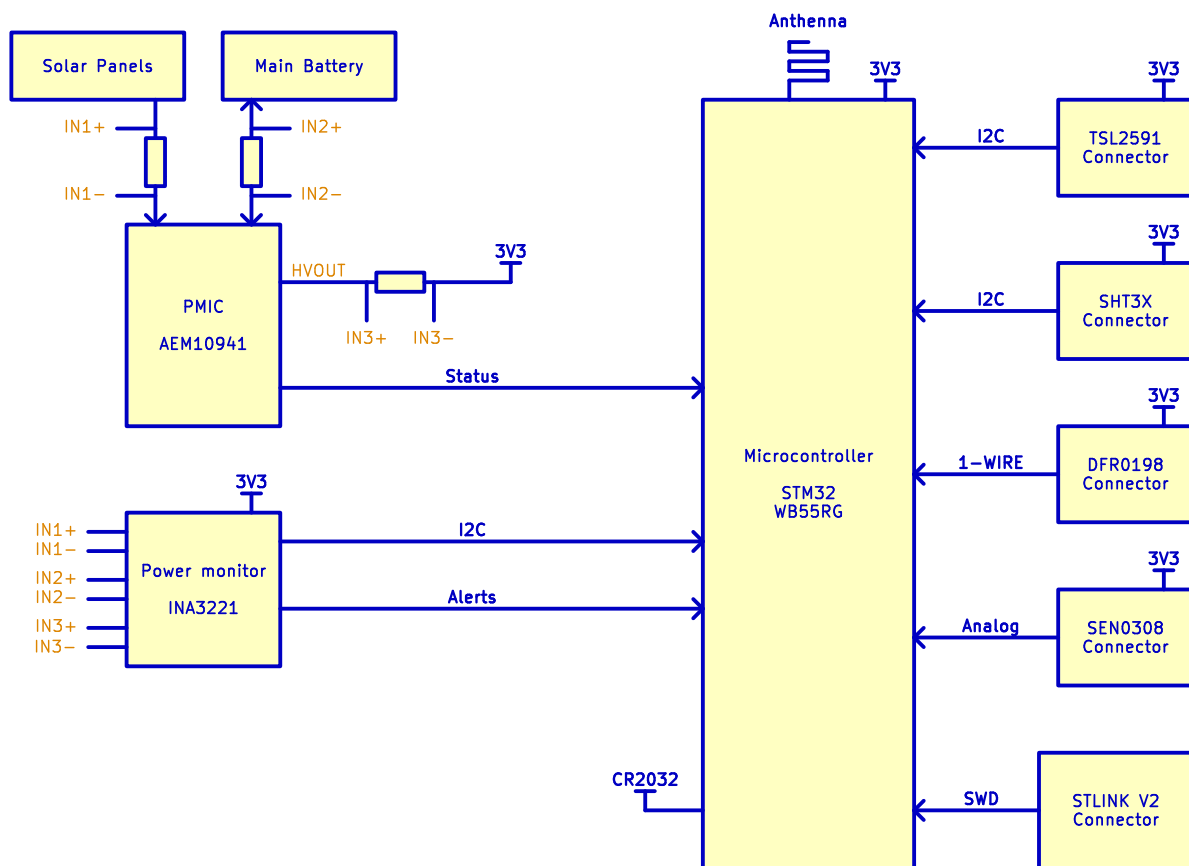 Anthenna
Solar Panels
Main Battery
3V3
3V3
IN1+
IN2+
I2C
TSL2591
Connector
IN1-
IN2-
3V3
3V3
HVOUT
PMIC
AEM10941
IN3+
IN3-
I2C
SHT3X
Connector
Status
3V3
Microcontroller
STM32
WB55RG
1-WIRE
DFR0198
Connector
3V3
IN1+
IN1-
IN2+
IN2-
IN3+
IN3-
Power monitor
INA3221
I2C
Alerts
3V3
Analog
SEN0308
Connector
CR2032
SWD
STLINK V2
Connector